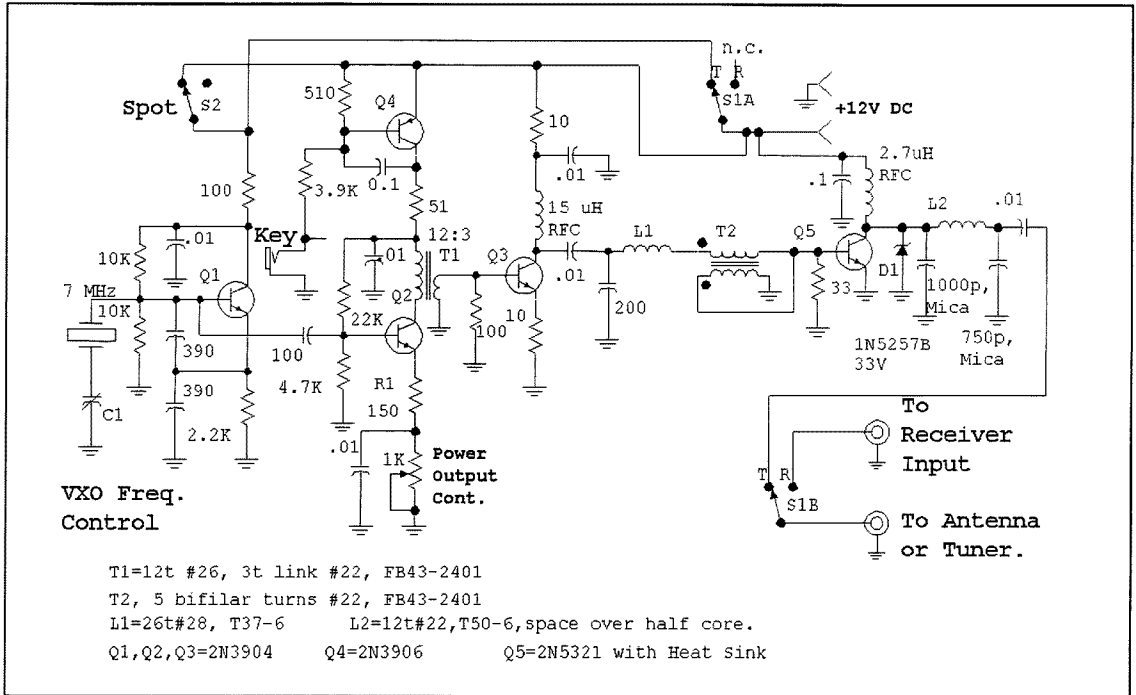 n.c.
T R
S1A
+12V DC
Spot
S2
510
Q4
10
.01
2.7uH
RFC
.1
L2
.01
100
3.9K
0.1
51
15 uH
RFC
.01
Key
12:3
T1
Q3
.01
L1
T2
Q5
D1
10K
Q1
.01
Q2
7 MHz
10K
390
100
22K
100
10
200
33
1000p,
Mica
1N5257B
33V
750p,
Mica
390
4.7K
R1
150
C1
2.2K
.01
1K
Power
Output
Cont.
To
Receiver
Input
T R
S1B
VXO Freq.
Control
To Antenna
or Tuner.
T1=12t #26, 3t link #22, FB43-2401
T2, 5 bifilar turns #22, FB43-2401
L1=26t#28, T37-6 L2=12t#22,T50-6,space over half core.
Q1,Q2,Q3=2N3904 Q4=2N3906 Q5=2N5321 with Heat Sink